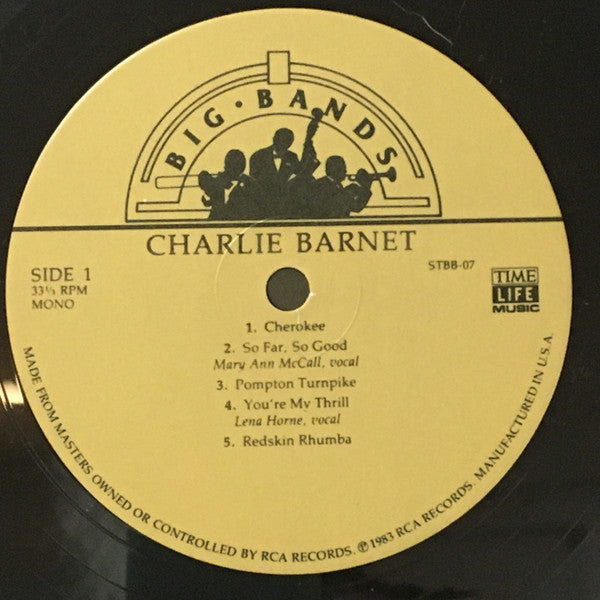 BIG • BANDS
CHARLIE BARNET
SIDE 1
33⅓ RPM
MONO
STBB-07
TIME
LIFE
MUSIC
1. Cherokee
2. So Far, So Good
Mary Ann McCall, vocal
3. Pompton Turnpike
4. You're My Thrill
Lena Horne, vocal
5. Redskin Rhumba
MADE FROM MASTERS OWNED OR CONTROLLED BY RCA RECORDS. ℗1983 RCA RECORDS. MANUFACTURED IN U.S.A.